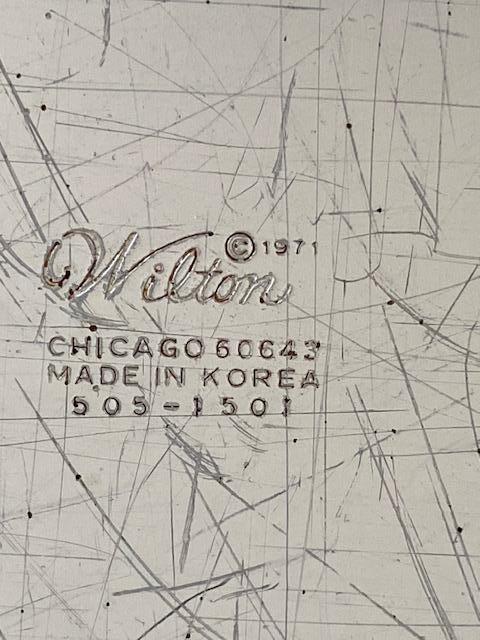 © 1971
Wilton
CHICAGO 60643
MADE IN KOREA
505-1501